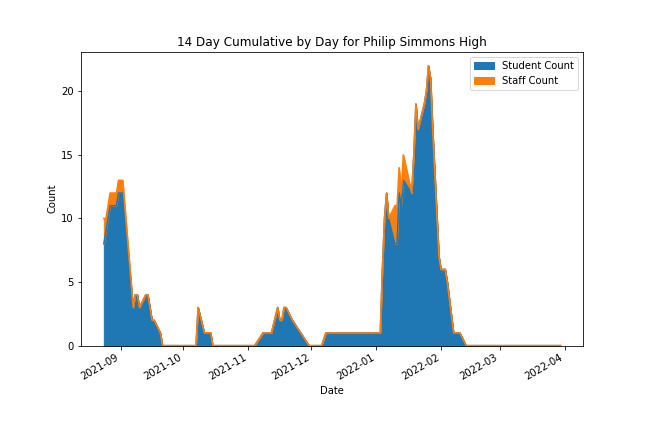 14 Day Cumulative by Day for Philip Simmons High
Student Count
Staff Count
20
15
10
5
0
Count
2021-09
2021-10
2021-11
2021-12
2022-01
2022-02
2022-03
2022-04
Date